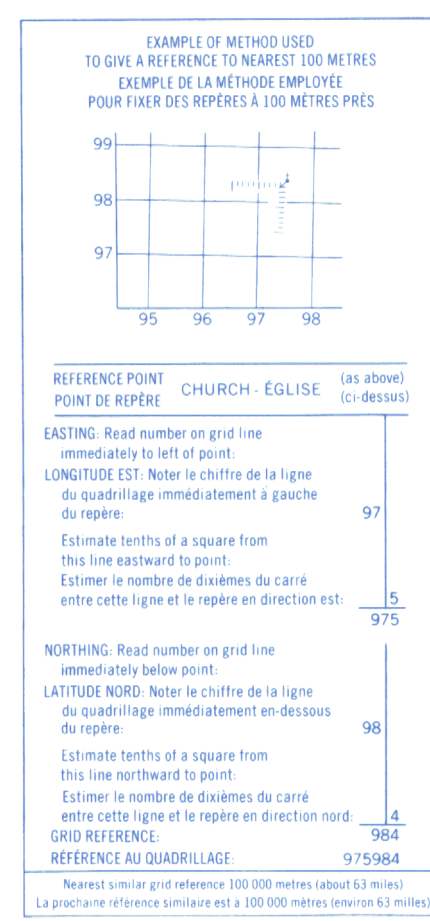 EXAMPLE OF METHOD USED
TO GIVE A REFERENCE TO NEAREST 100 METRES
EXEMPLE DE LA MÉTHODE EMPLOYÉE
POUR FIXER DES REPÈRES À 100 MÈTRES PRÈS
99
98
97
95 96 97 98
REFERENCE POINT
POINT DE REPÈRE
CHURCH - ÉGLISE
(as above)
(ci-dessus)
EASTING: Read number on grid line
immediately to left of point:
LONGITUDE EST: Noter le chiffre de la ligne
du quadrillage immédiatement à gauche
du repère: 97
Estimate tenths of a square from
this line eastward to point:
Estimer le nombre de dixièmes du carré
entre cette ligne et le repère en direction est: 5
975
NORTHING: Read number on grid line
immediately below point:
LATITUDE NORD: Noter le chiffre de la ligne
du quadrillage immédiatement en-dessous
du repère: 98
Estimate tenths of a square from
this line northward to point:
Estimer le nombre de dixièmes du carré
entre cette ligne et le repère en direction nord: 4
GRID REFERENCE: 984
RÉFÉRENCE AU QUADRILLAGE: 975984
Nearest similar grid reference 100 000 metres (about 63 miles)
La prochaine référence similaire est à 100 000 mètres (environ 63 milles)